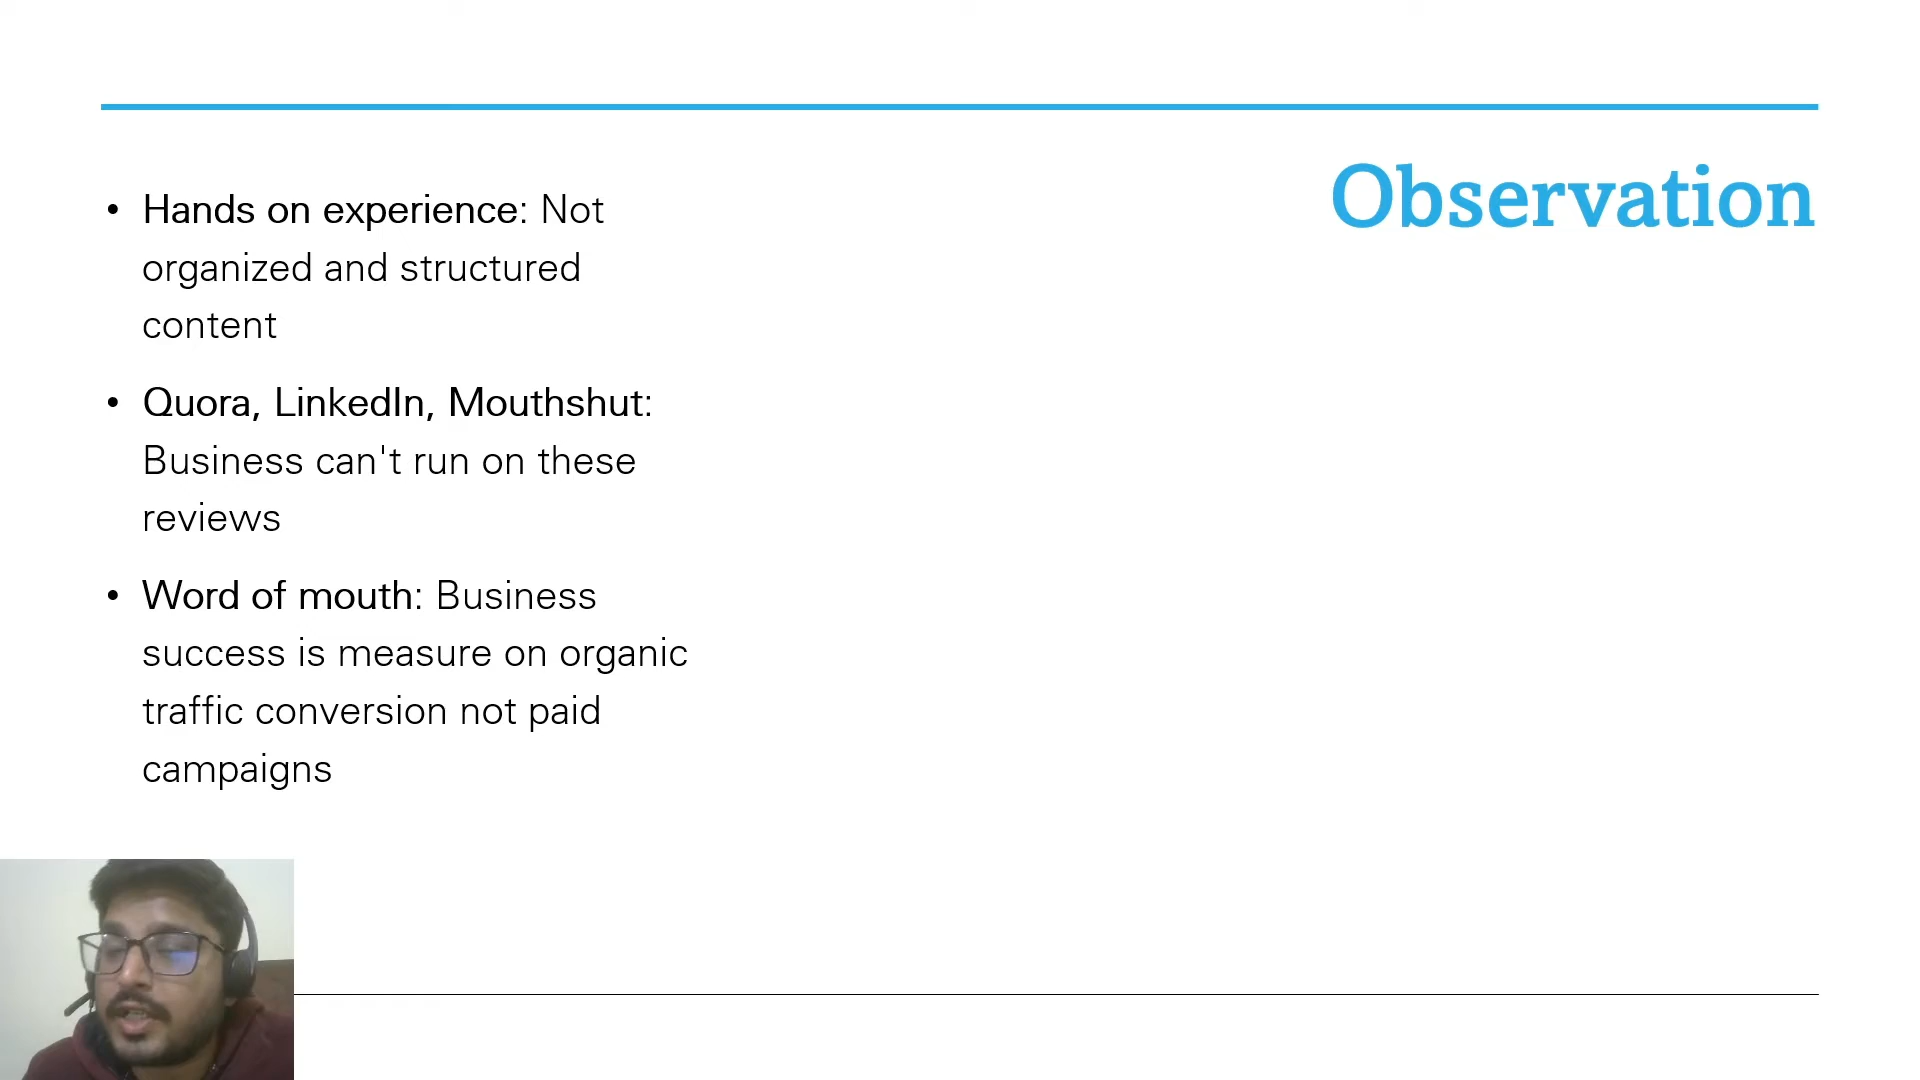 Observation
• Hands on experience: Not
organized and structured
content
• Quora, LinkedIn, Mouthshut:
Business can't run on these
reviews
• Word of mouth: Business
success is measure on organic
traffic conversion not paid
campaigns